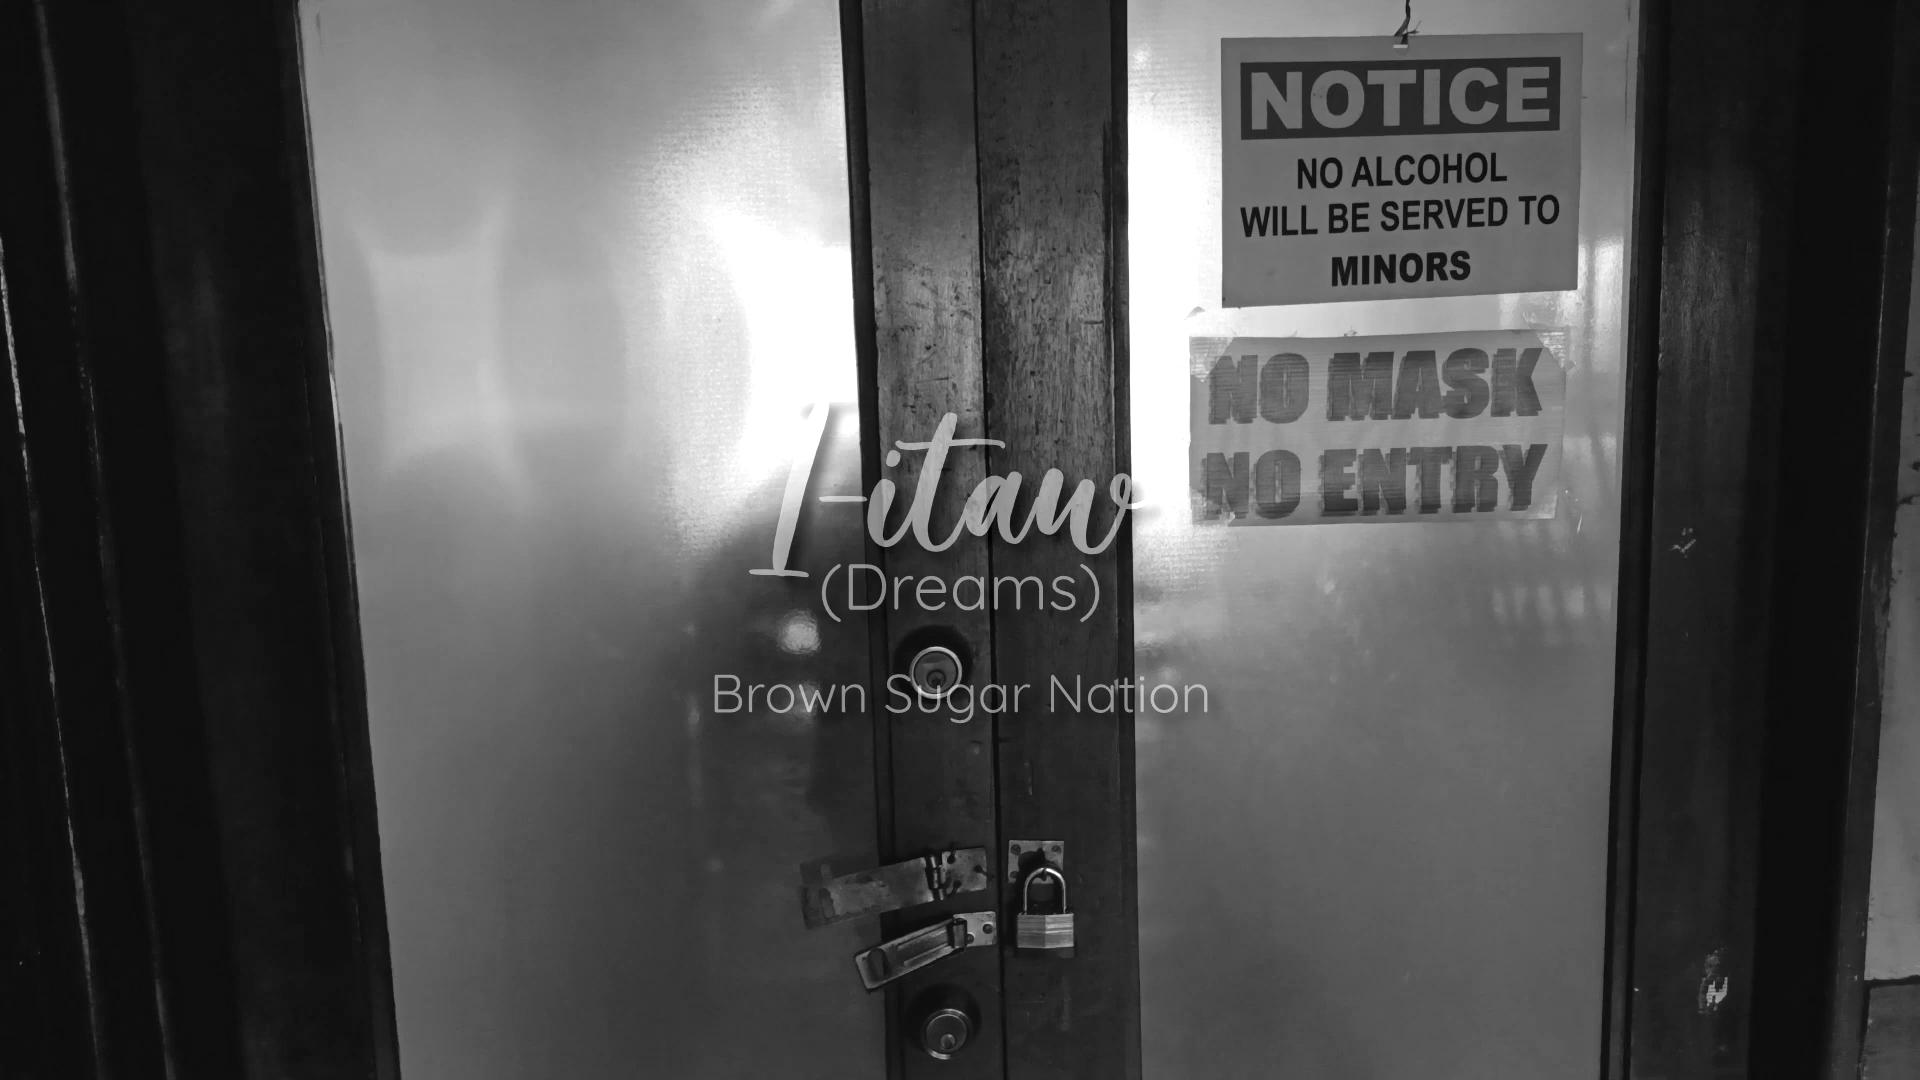 NOTICE
NO ALCOHOL
WILL BE SERVED TO
MINORS
NO MASK
NO ENTRY
I-itaw
(Dreams)
Brown Sugar Nation